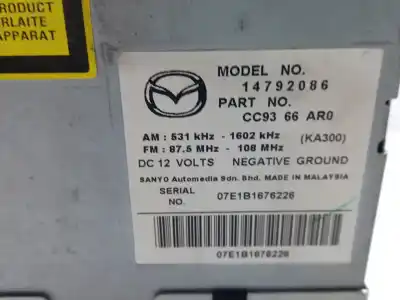 PRODUCT
RLAITE
APPARAT
MODEL NO.
14792086
PART NO.
CC93 66 AR0
AM : 531 kHz - 1602 kHz (KA300)
FM : 87.5 MHz - 108 MHz
DC 12 VOLTS NEGATIVE GROUND
SANYO Automedia Sdn. Bhd. MADE IN MALAYSIA
SERIAL NO. 07E1B1676226
07E1B1676226